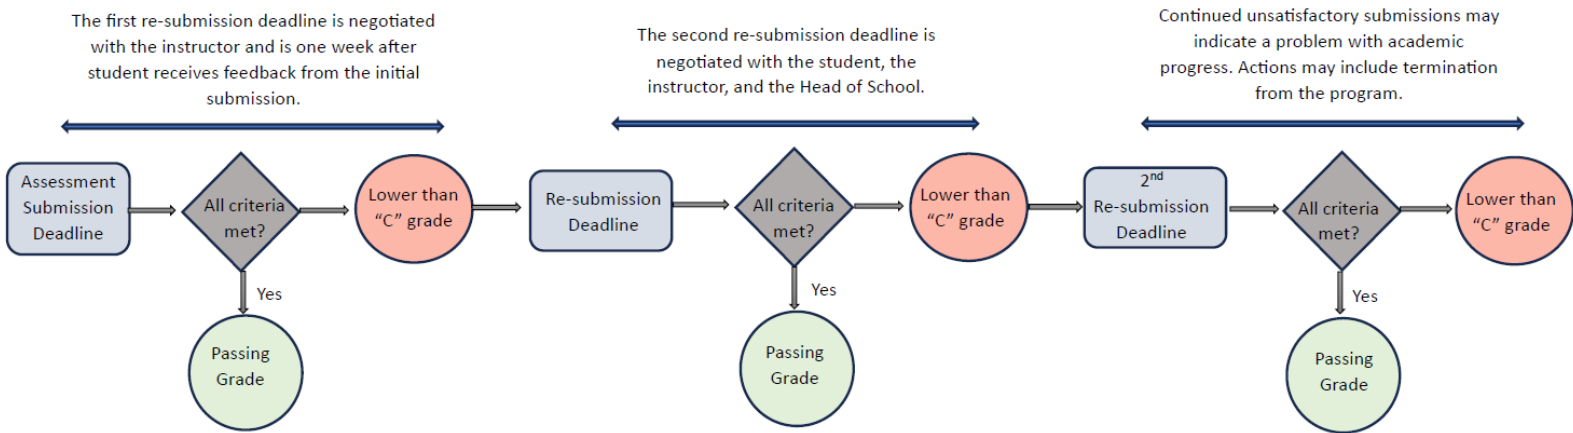 The first re-submission deadline is negotiated
with the instructor and is one week after
student receives feedback from the initial
submission.
The second re-submission deadline is
negotiated with the student, the
instructor, and the Head of School.
Continued unsatisfactory submissions may
indicate a problem with academic
progress. Actions may include termination
from the program.
Assessment
Submission
Deadline
All criteria
met?
Lower than
“C” grade
Yes
Passing
Grade
Re-submission
Deadline
All criteria
met?
Lower than
“C” grade
Yes
Passing
Grade
2nd
Re-submission
Deadline
All criteria
met?
Lower than
“C” grade
Yes
Passing
Grade